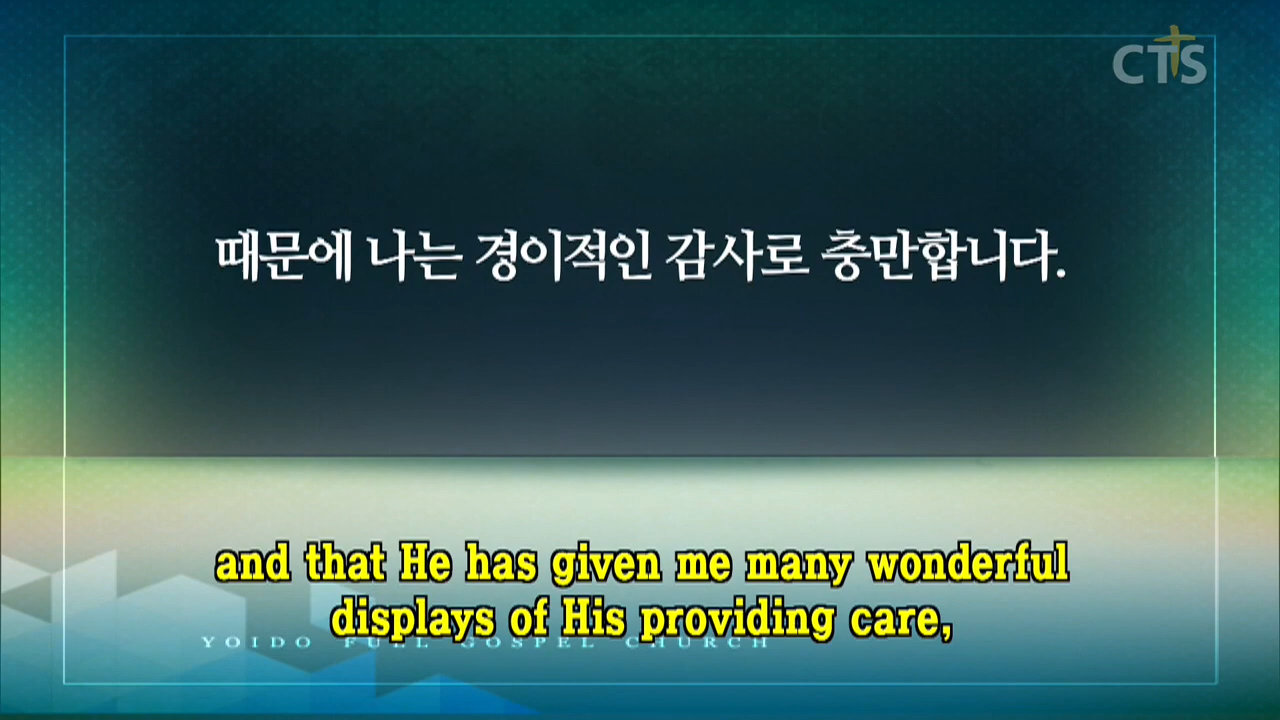 CTS
때문에 나는 경이적인 감사로 충만합니다.
and that He has given me many wonderful
displays of His providing care,
YOIDO FULL GOSPEL CHURCH